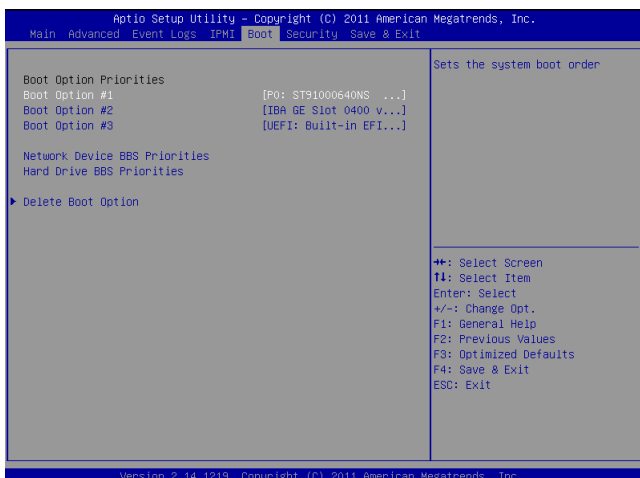 Aptio Setup Utility – Copyright (C) 2011 American Megatrends, Inc.
Main Advanced Event Logs IPMI Boot Security Save & Exit
Boot Option Priorities
Boot Option #1 [P0: ST91000640NS ...]
Boot Option #2 [IBA GE Slot 0400 v...]
Boot Option #3 [UEFI: Built-in EFI...]
Network Device BBS Priorities
Hard Drive BBS Priorities
▶ Delete Boot Option
Sets the system boot order
→←: Select Screen
↑↓: Select Item
Enter: Select
+/-: Change Opt.
F1: General Help
F2: Previous Values
F3: Optimized Defaults
F4: Save & Exit
ESC: Exit
Version 2.14.1219. Copyright (C) 2011 American Megatrends, Inc.